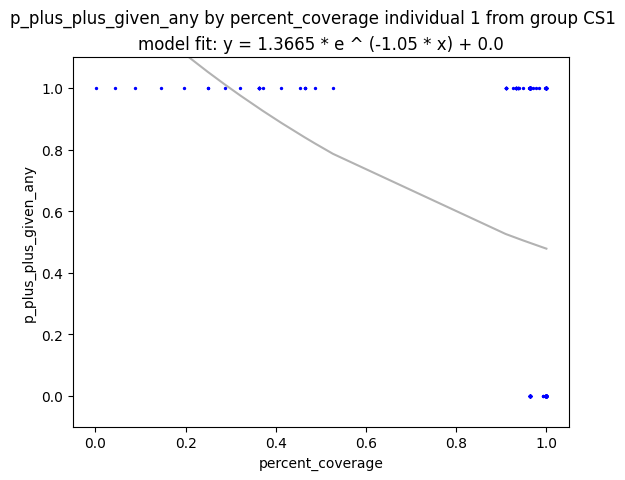 p_plus_plus_given_any by percent_coverage individual 1 from group CS1
model fit: y = 1.3665 * e ^ (-1.05 * x) + 0.0
1.0
0.8
0.6
0.4
0.2
0.0
p_plus_plus_given_any
0.0 0.2 0.4 0.6 0.8 1.0
percent_coverage